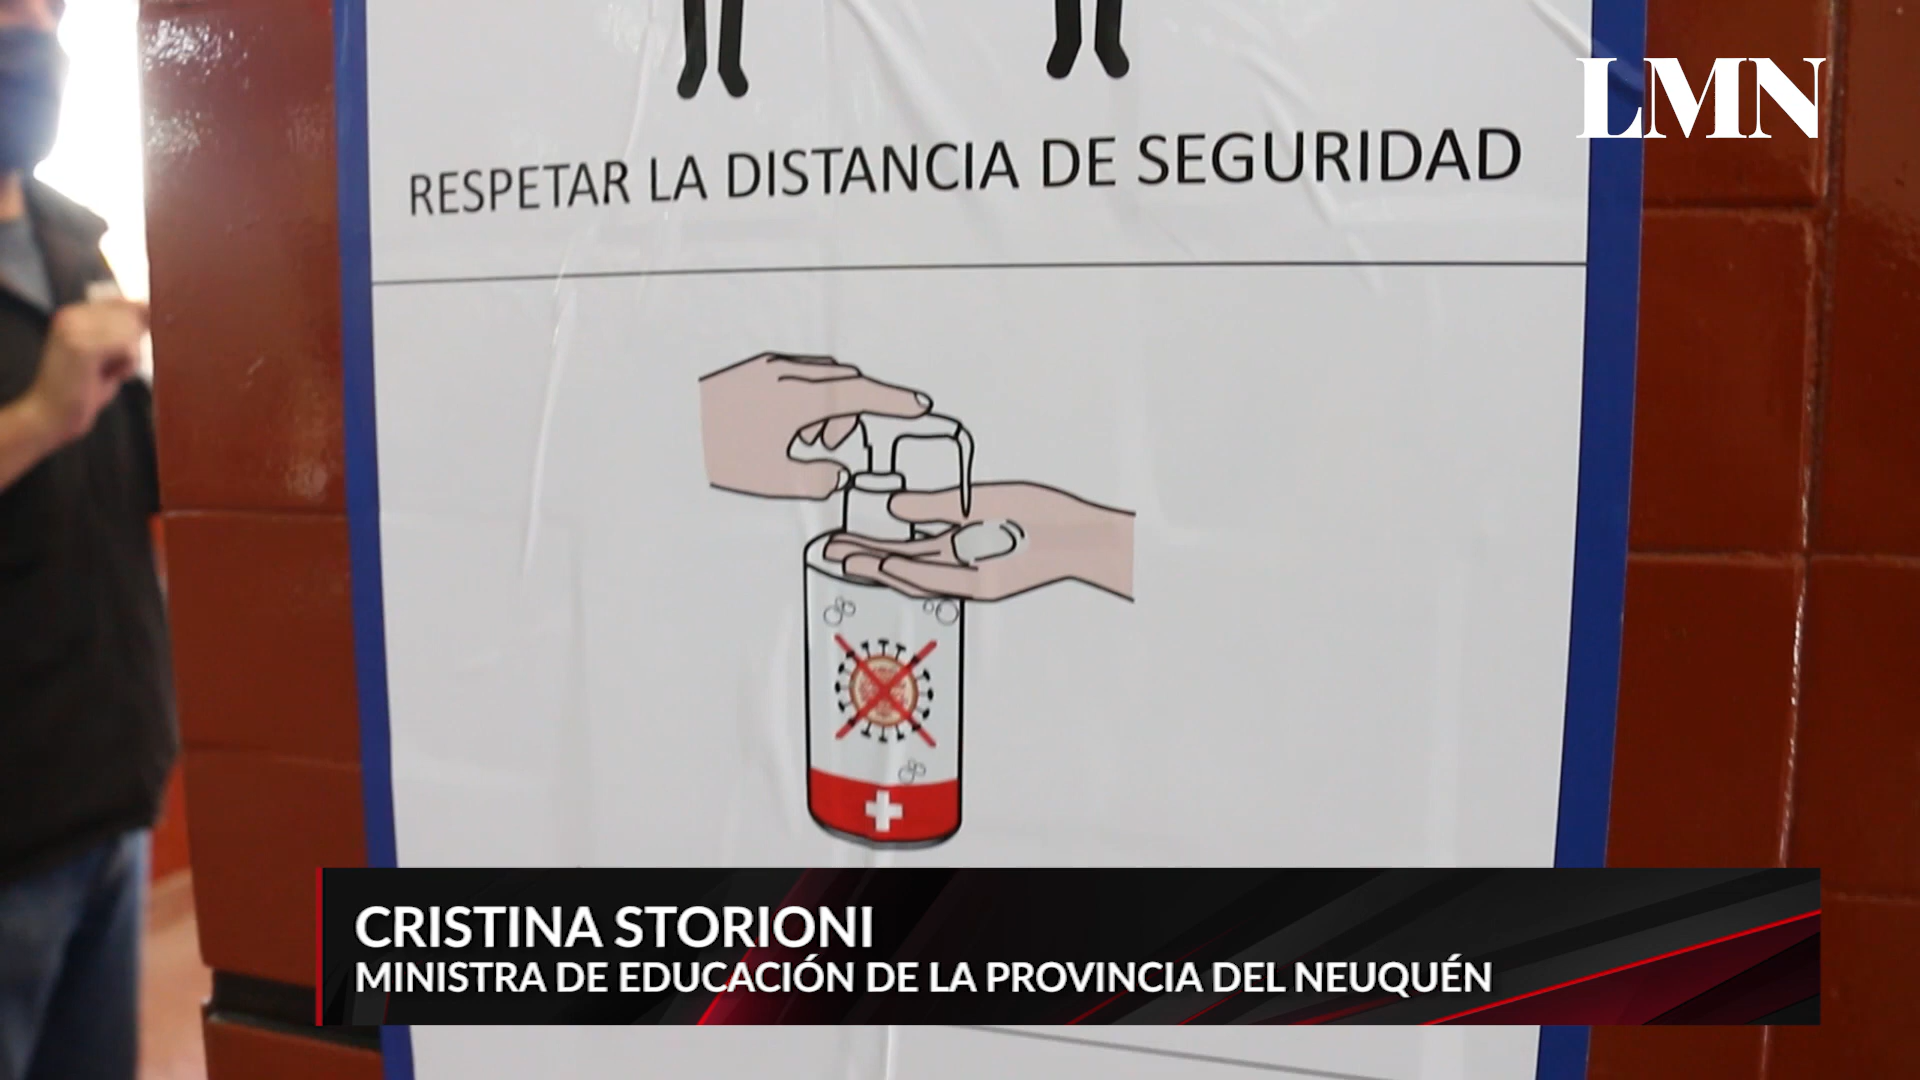 LMN
RESPETAR LA DISTANCIA DE SEGURIDAD
CRISTINA STORIONI
MINISTRA DE EDUCACIÓN DE LA PROVINCIA DEL NEUQUÉN